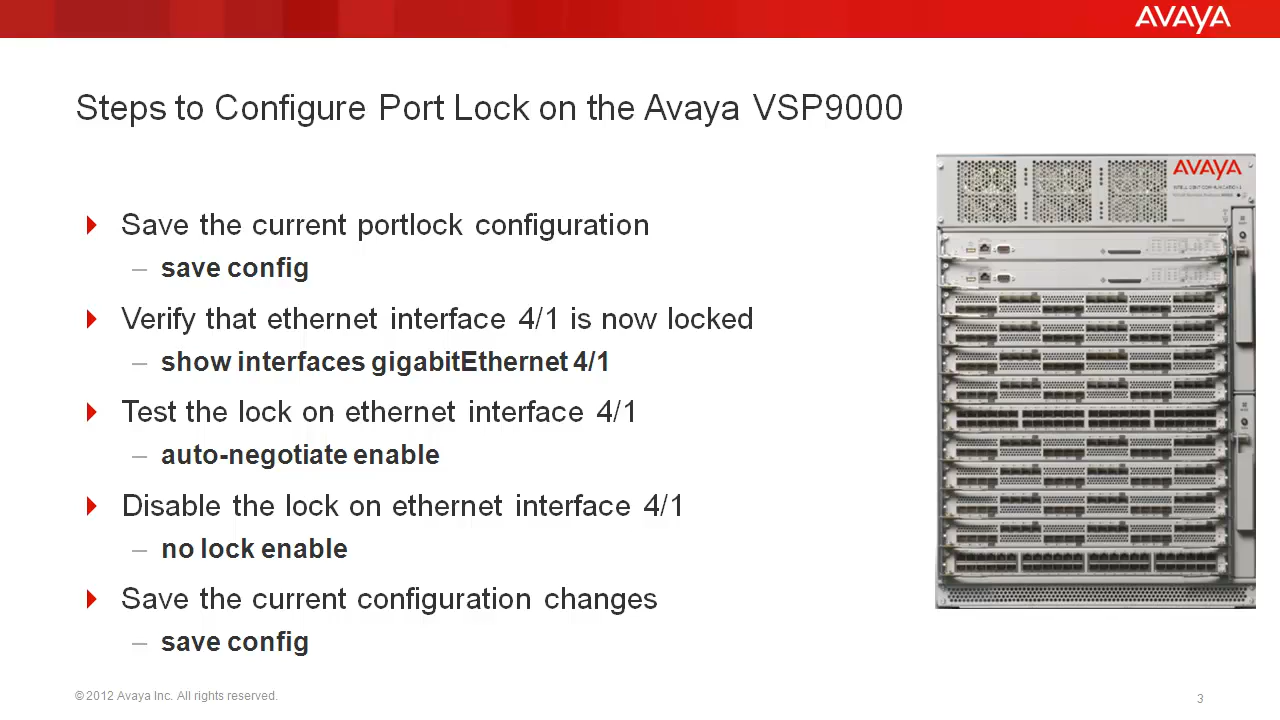 AVAYA
Steps to Configure Port Lock on the Avaya VSP9000
Save the current portlock configuration
– save config
Verify that ethernet interface 4/1 is now locked
– show interfaces gigabitEthernet 4/1
Test the lock on ethernet interface 4/1
– auto-negotiate enable
Disable the lock on ethernet interface 4/1
– no lock enable
Save the current configuration changes
– save config
AVAYA
© 2012 Avaya Inc. All rights reserved.
3